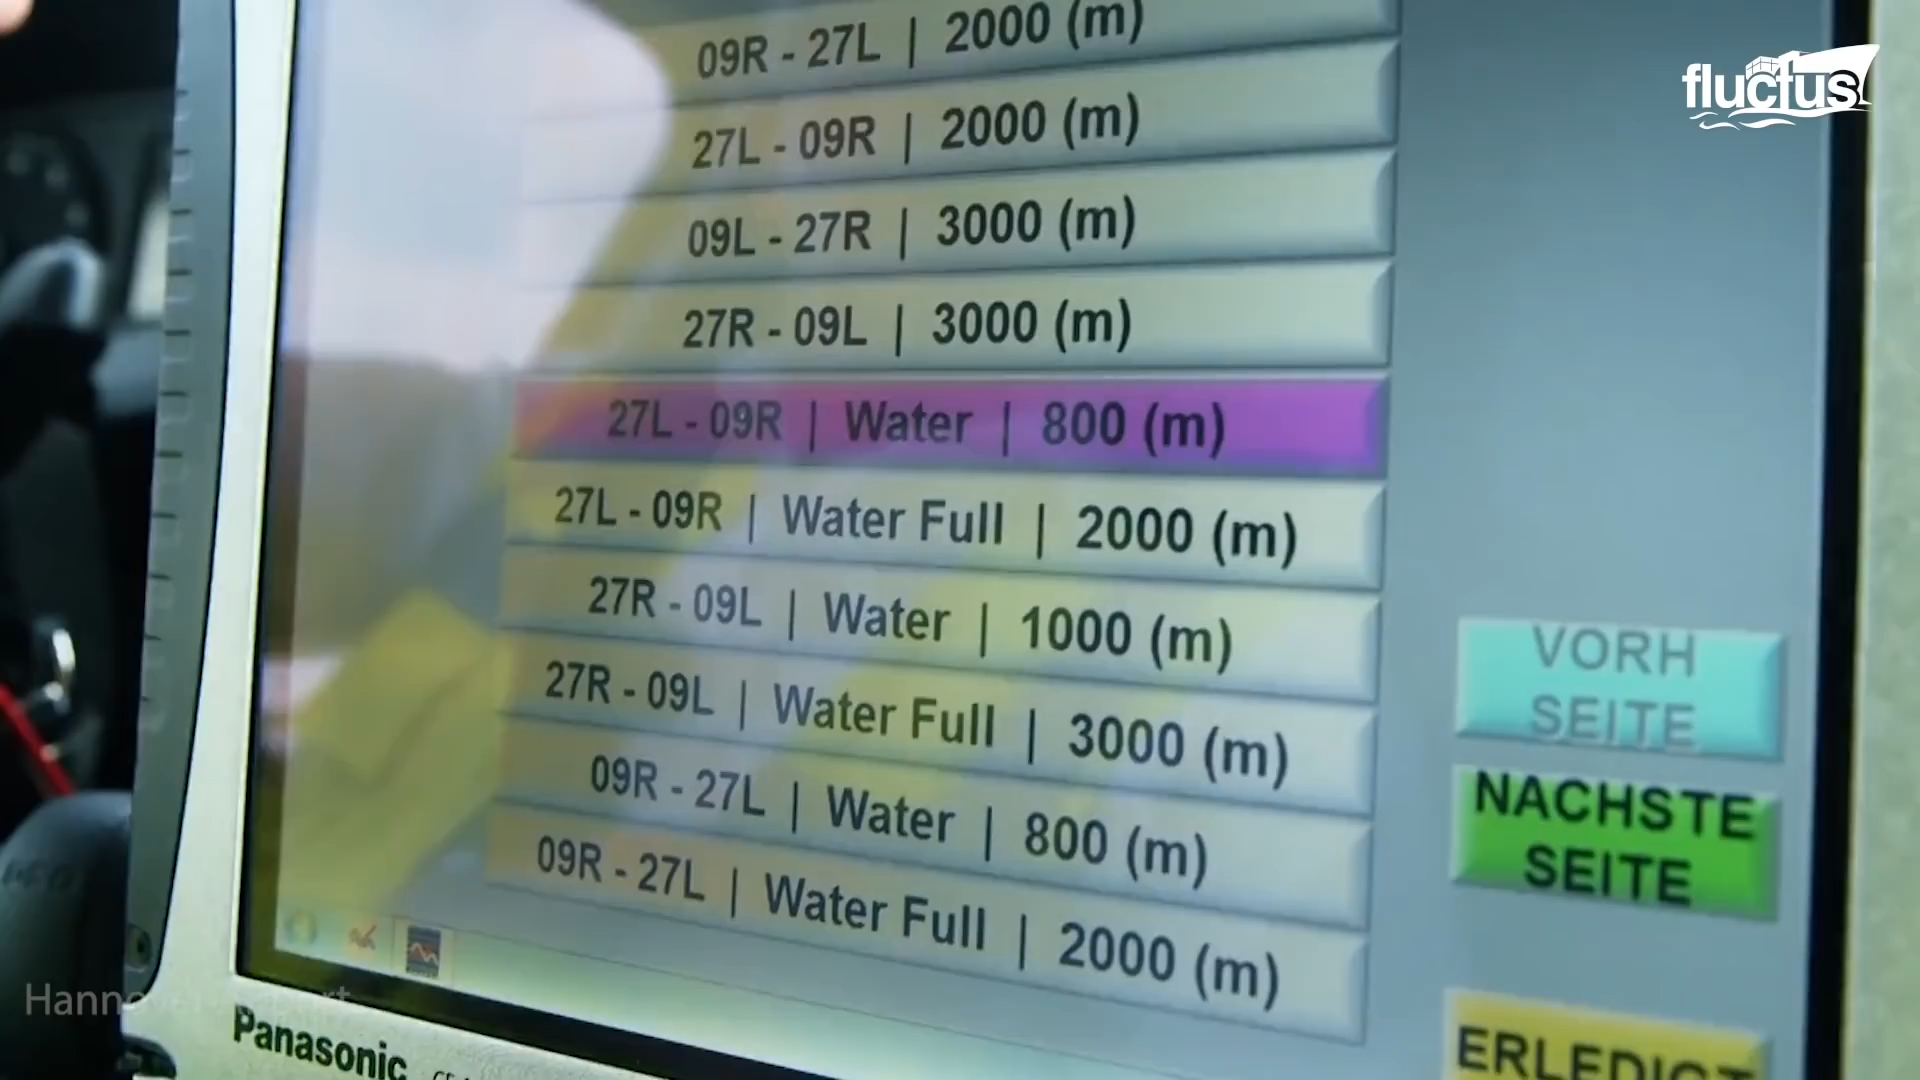 09R - 27L | 2000 (m)
fluctus
27L - 09R | 2000 (m)
09L - 27R | 3000 (m)
27R - 09L | 3000 (m)
27L - 09R | Water | 800 (m)
27L - 09R | Water Full | 2000 (m)
27R - 09L | Water | 1000 (m)
27R - 09L | Water Full | 3000 (m)
09R - 27L | Water | 800 (m)
09R - 27L | Water Full | 2000 (m)
VORH
SEITE
NACHSTE
SEITE
ERLEDIGT
Panasonic